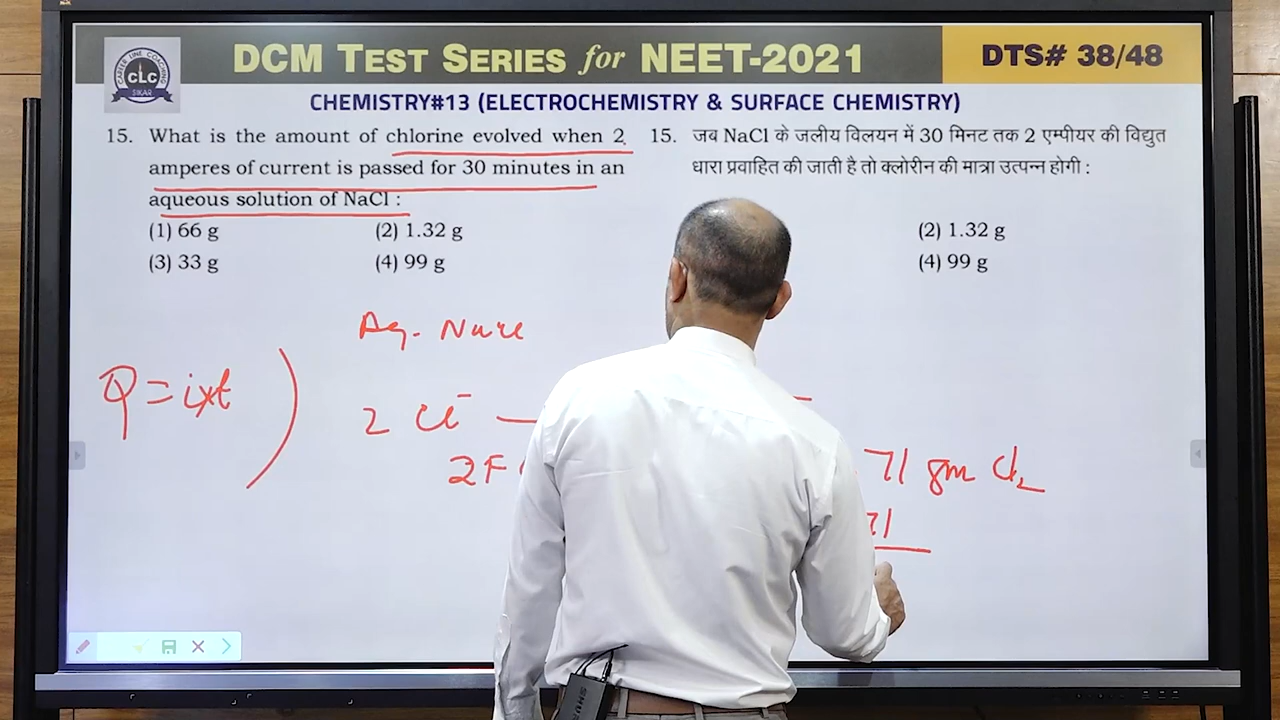 DCM TEST SERIES for NEET-2021
DTS# 38/48
CAREER LINE COACHING
CLC
SIKAR
CHEMISTRY#13 (ELECTROCHEMISTRY & SURFACE CHEMISTRY)
15. What is the amount of chlorine evolved when 2
amperes of current is passed for 30 minutes in an
aqueous solution of NaCl :
(1) 66 g (2) 1.32 g
(3) 33 g (4) 99 g
15. जब NaCl के जलीय विलयन में 30 मिनट तक 2 एम्पीयर की विद्युत
धारा प्रवाहित की जाती है तो क्लोरीन की मात्रा उत्पन्न होगी :
(2) 1.32 g
(4) 99 g
Aq. NaCl
Q = i×t
2 Cl⁻ —
2F
71 gm Cl₂
71
SHU